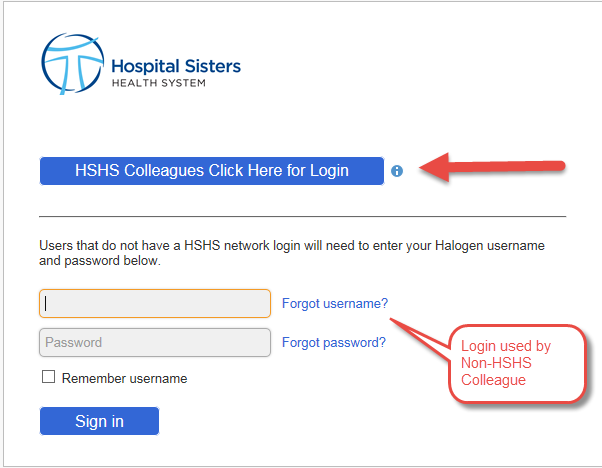 Hospital Sisters
HEALTH SYSTEM
HSHS Colleagues Click Here for Login
i
Users that do not have a HSHS network login will need to enter your Halogen username
and password below.
Forgot username?
Password
Forgot password?
Login used by
Non-HSHS
Colleague
Remember username
Sign in